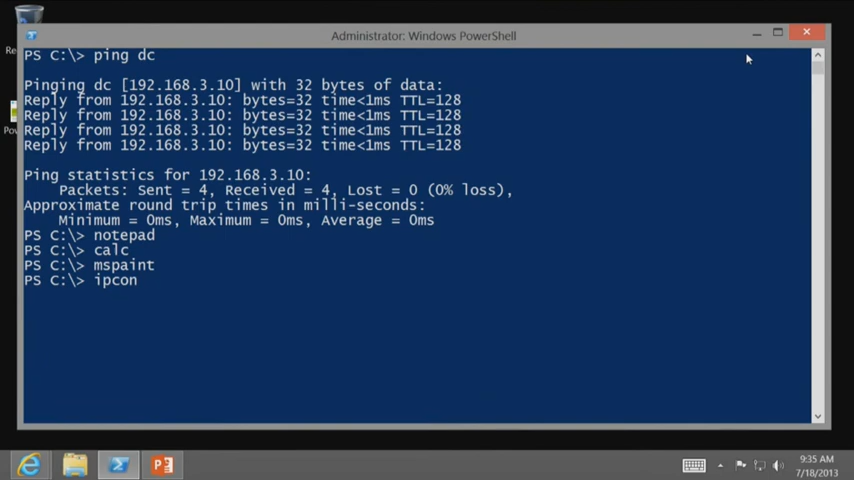 Administrator: Windows PowerShell
PS C:\> ping dc
Pinging dc [192.168.3.10] with 32 bytes of data:
Reply from 192.168.3.10: bytes=32 time<1ms TTL=128
Reply from 192.168.3.10: bytes=32 time<1ms TTL=128
Reply from 192.168.3.10: bytes=32 time<1ms TTL=128
Reply from 192.168.3.10: bytes=32 time<1ms TTL=128
Ping statistics for 192.168.3.10:
Packets: Sent = 4, Received = 4, Lost = 0 (0% loss),
Approximate round trip times in milli-seconds:
Minimum = 0ms, Maximum = 0ms, Average = 0ms
PS C:\> notepad
PS C:\> calc
PS C:\> mspaint
PS C:\> ipcon
Re
Po
9:35 AM
7/18/2013